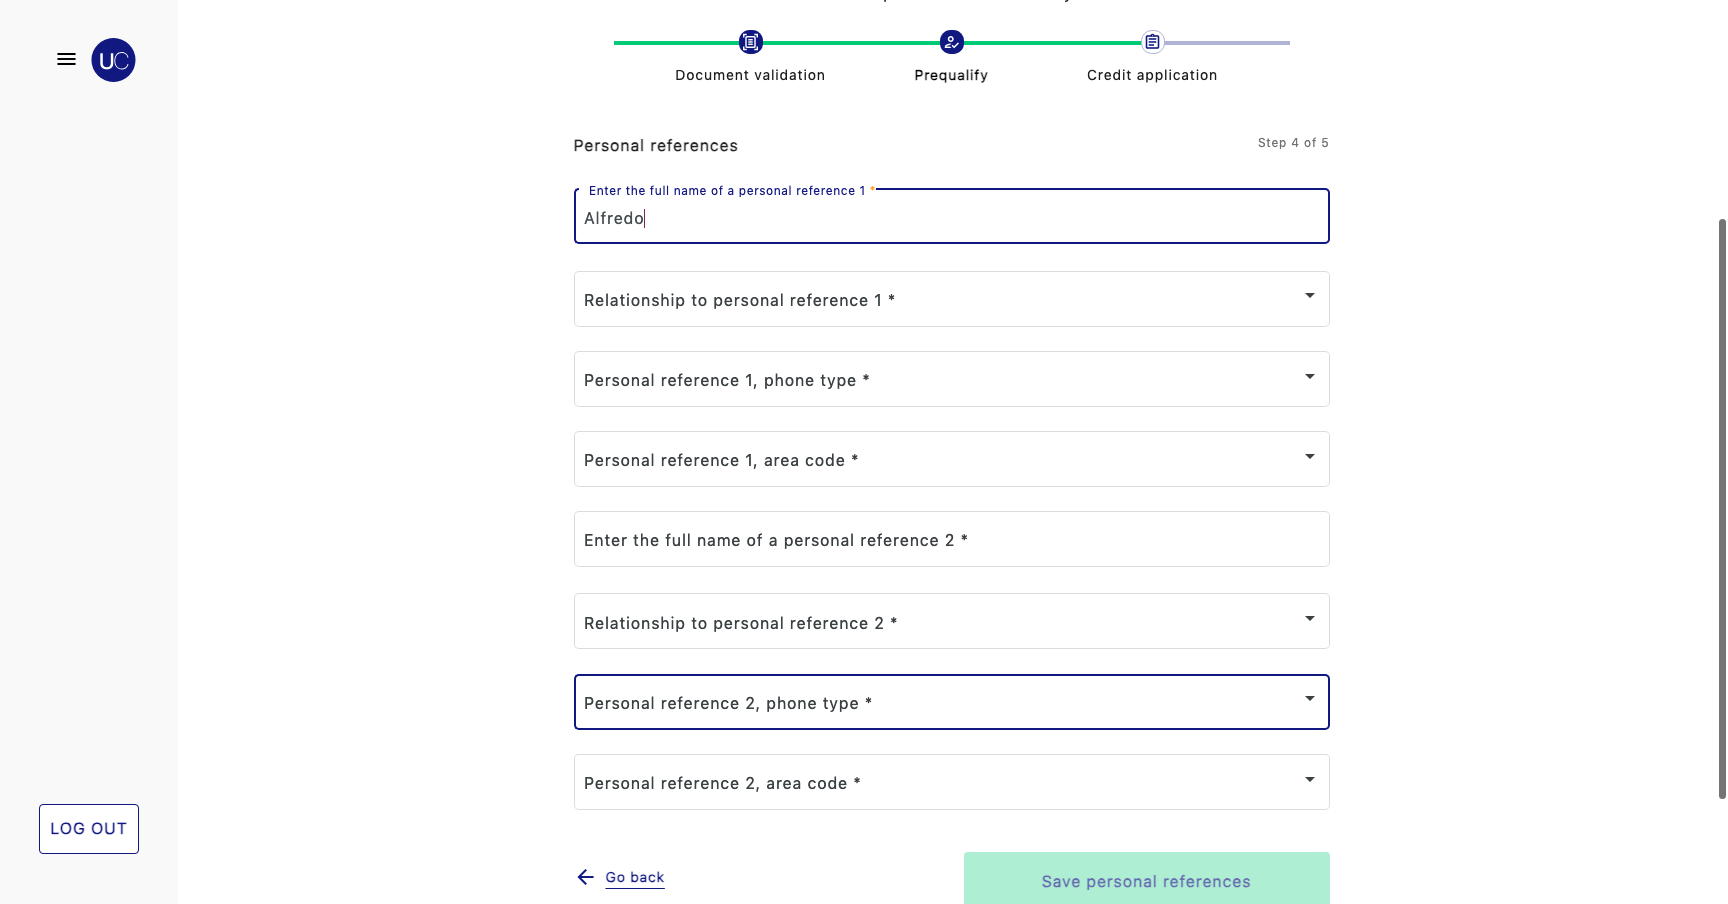 UC
Document validation
Prequalify
Credit application
Personal references
Step 4 of 5
Enter the full name of a personal reference 1 *
Alfredo
Relationship to personal reference 1 *
Personal reference 1, phone type *
Personal reference 1, area code *
Enter the full name of a personal reference 2 *
Relationship to personal reference 2 *
Personal reference 2, phone type *
Personal reference 2, area code *
LOG OUT
Go back
Save personal references